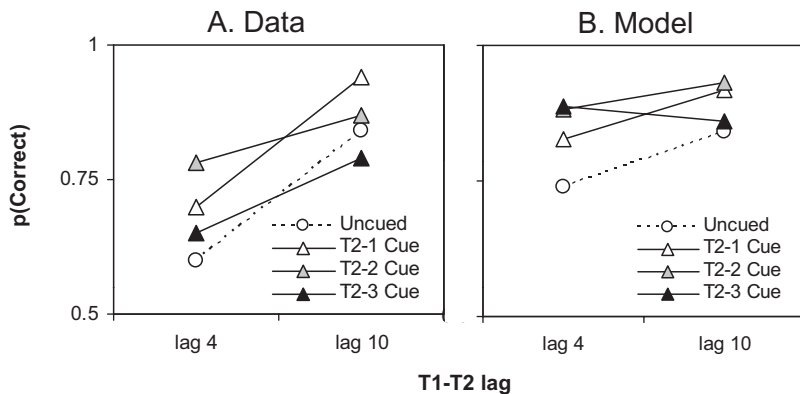 A. Data
B. Model
p(Correct)
1
0.75
0.5
Uncued
T2-1 Cue
T2-2 Cue
T2-3 Cue
lag 4
lag 10
Uncued
T2-1 Cue
T2-2 Cue
T2-3 Cue
lag 4
lag 10
T1-T2 lag